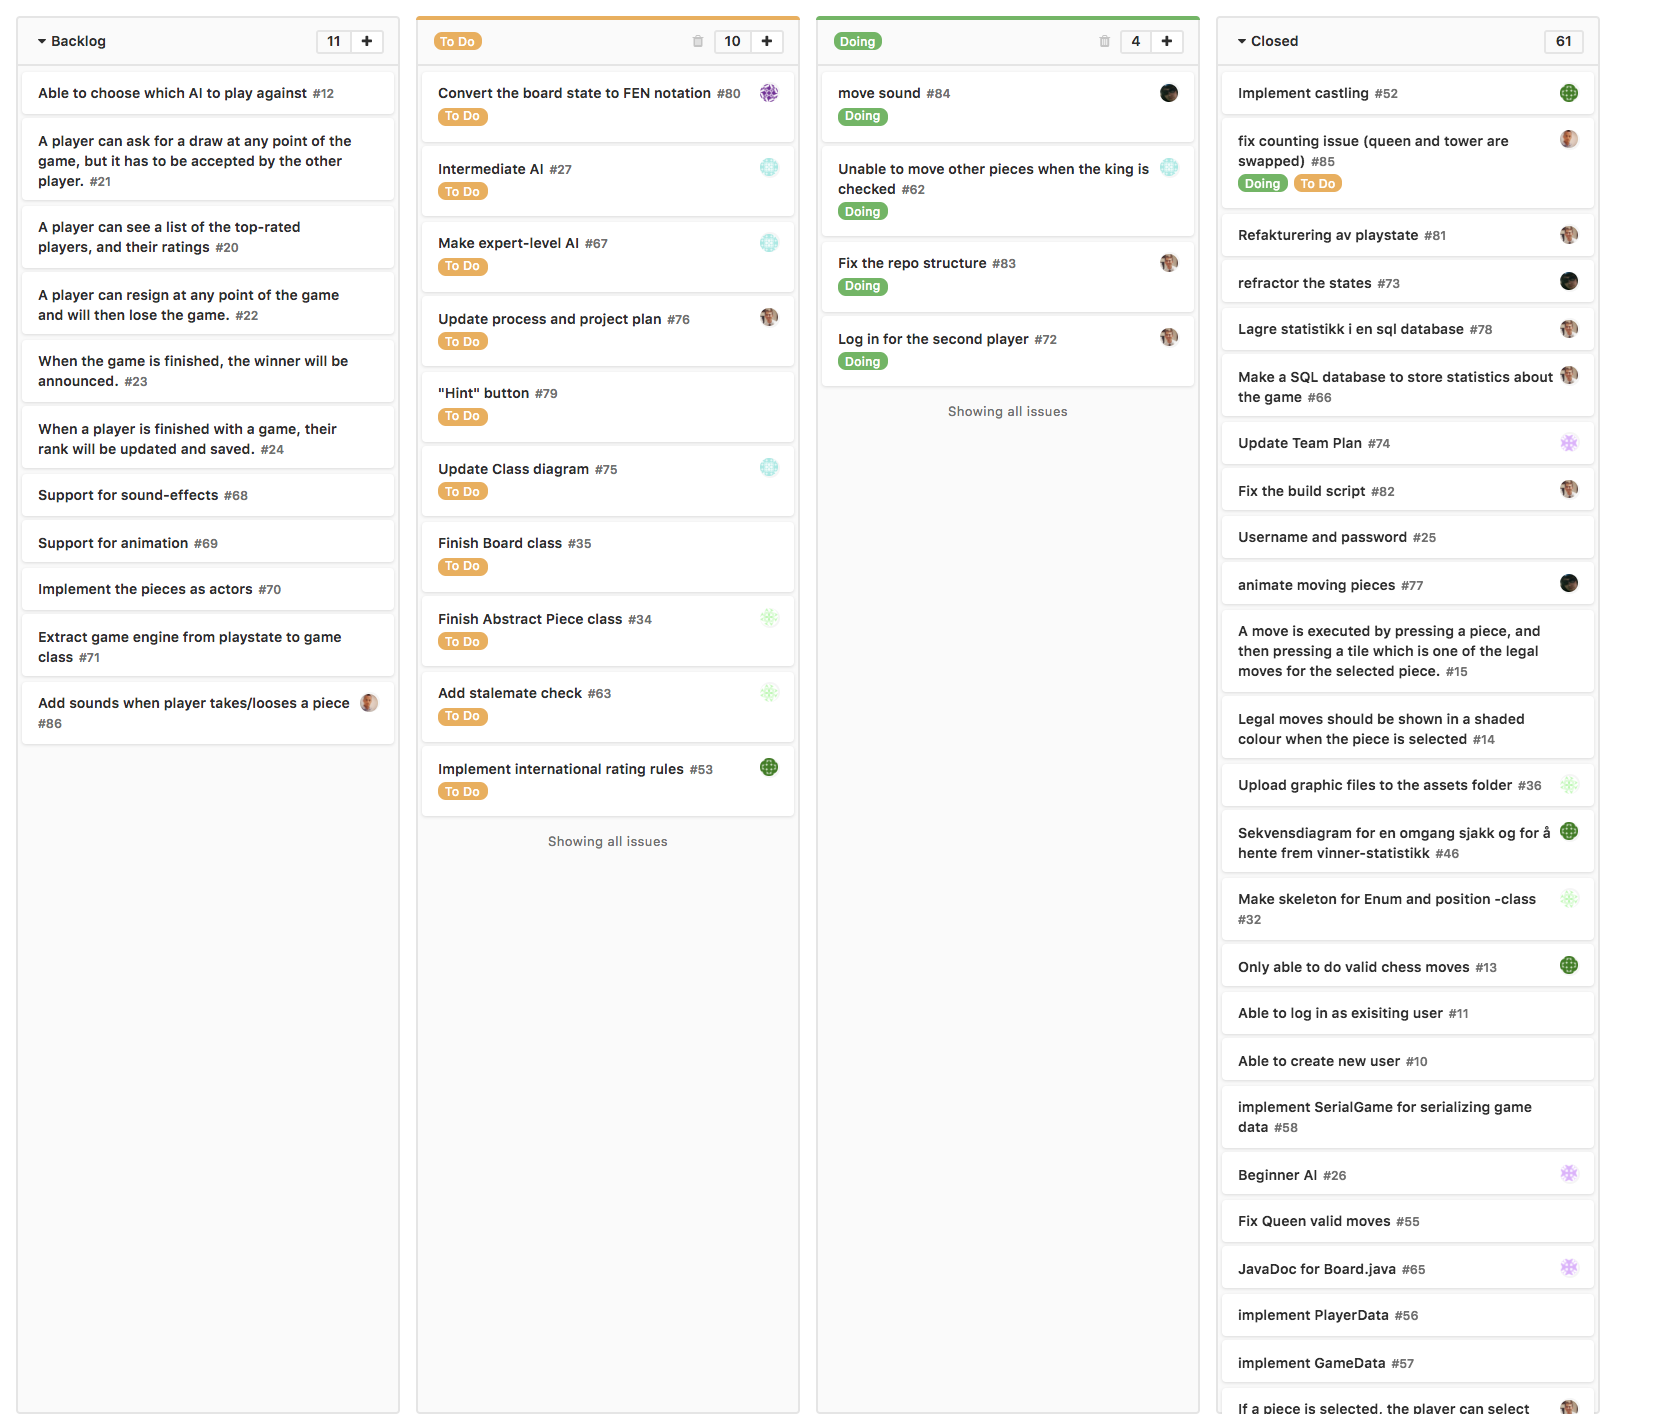 Backlog 11
Able to choose which AI to play against #12
A player can ask for a draw at any point of the
game, but it has to be accepted by the other
player. #21
A player can see a list of the top-rated
players, and their ratings #20
A player can resign at any point of the game
and will then lose the game. #22
When the game is finished, the winner will be
announced. #23
When a player is finished with a game, their
rank will be updated and saved. #24
Support for sound-effects #68
Support for animation #69
Implement the pieces as actors #70
Extract game engine from playstate to game
class #71
Add sounds when player takes/looses a piece
#86
To Do 10
Convert the board state to FEN notation #80
To Do
Intermediate AI #27
To Do
Make expert-level AI #67
To Do
Update process and project plan #76
To Do
"Hint" button #79
To Do
Update Class diagram #75
To Do
Finish Board class #35
To Do
Finish Abstract Piece class #34
To Do
Add stalemate check #63
To Do
Implement international rating rules #53
To Do
Showing all issues
Doing 4
move sound #84
Doing
Unable to move other pieces when the king is
checked #62
Doing
Fix the repo structure #83
Doing
Log in for the second player #72
Doing
Showing all issues
Closed 61
Implement castling #52
fix counting issue (queen and tower are
swapped) #85
Doing To Do
Refakturering av playstate #81
refractor the states #73
Lagre statistikk i en sql database #78
Make a SQL database to store statistics about
the game #66
Update Team Plan #74
Fix the build script #82
Username and password #25
animate moving pieces #77
A move is executed by pressing a piece, and
then pressing a tile which is one of the legal
moves for the selected piece. #15
Legal moves should be shown in a shaded
colour when the piece is selected #14
Upload graphic files to the assets folder #36
Sekvensdiagram for en omgang sjakk og for å
hente frem vinner-statistikk #46
Make skeleton for Enum and position -class
#32
Only able to do valid chess moves #13
Able to log in as exisiting user #11
Able to create new user #10
implement SerialGame for serializing game
data #58
Beginner AI #26
Fix Queen valid moves #55
JavaDoc for Board.java #65
implement PlayerData #56
implement GameData #57
If a piece is selected, the player can select